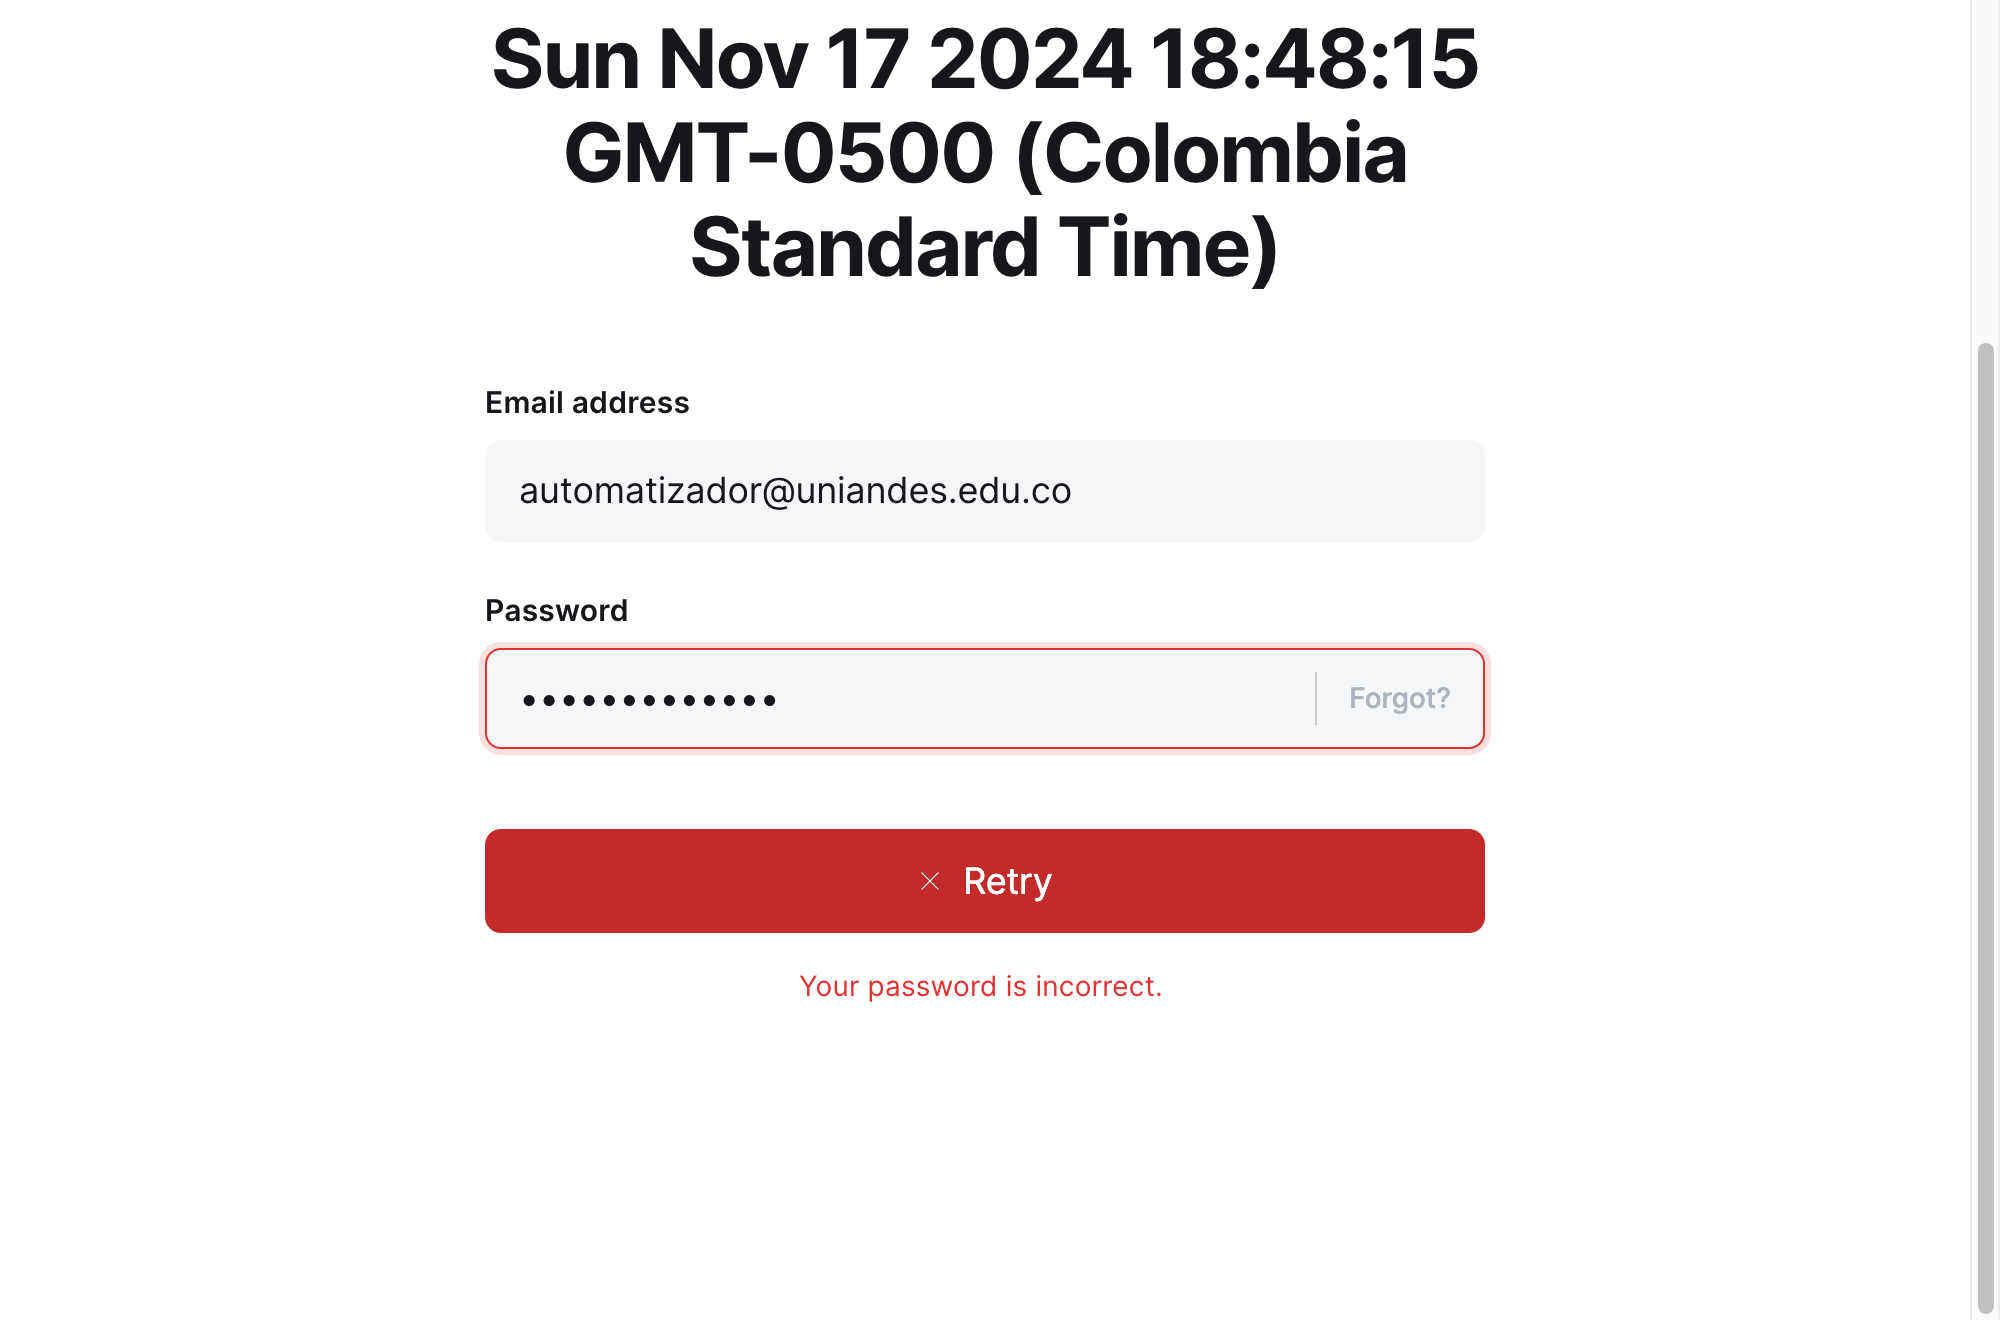 Sun Nov 17 2024 18:48:15
GMT-0500 (Colombia
Standard Time)
Email address
automatizador@uniandes.edu.co
Password
•••••••••••••
Forgot?
Retry
Your password is incorrect.